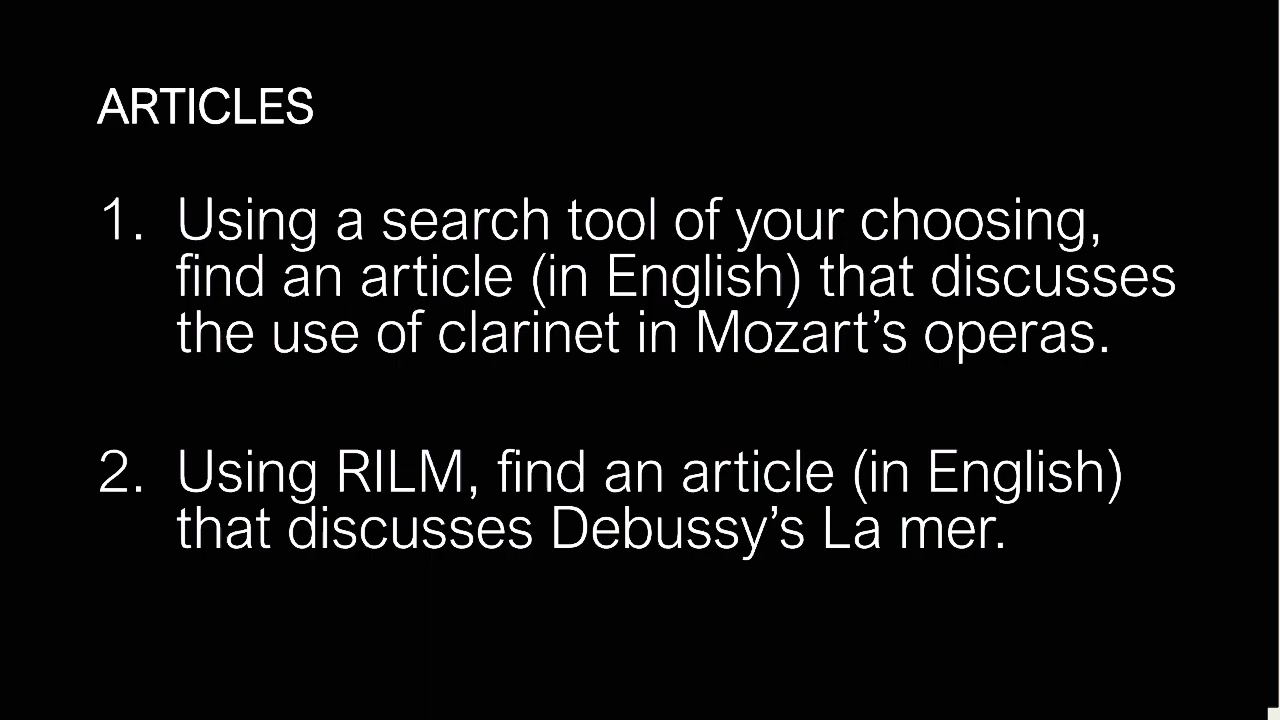 ARTICLES
1. Using a search tool of your choosing,
find an article (in English) that discusses
the use of clarinet in Mozart’s operas.
2. Using RILM, find an article (in English)
that discusses Debussy’s La mer.